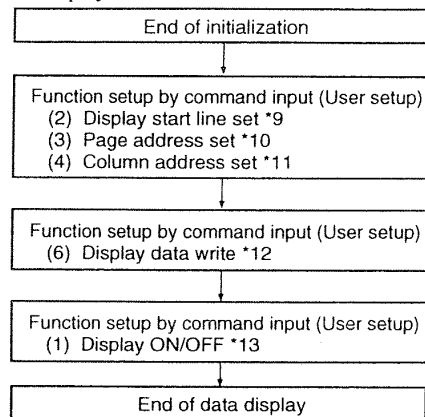 End of initialization
Function setup by command input (User setup)
(2) Display start line set *9
(3) Page address set *10
(4) Column address set *11
Function setup by command input (User setup)
(6) Display data write *12
Function setup by command input (User setup)
(1) Display ON/OFF *13
End of data display